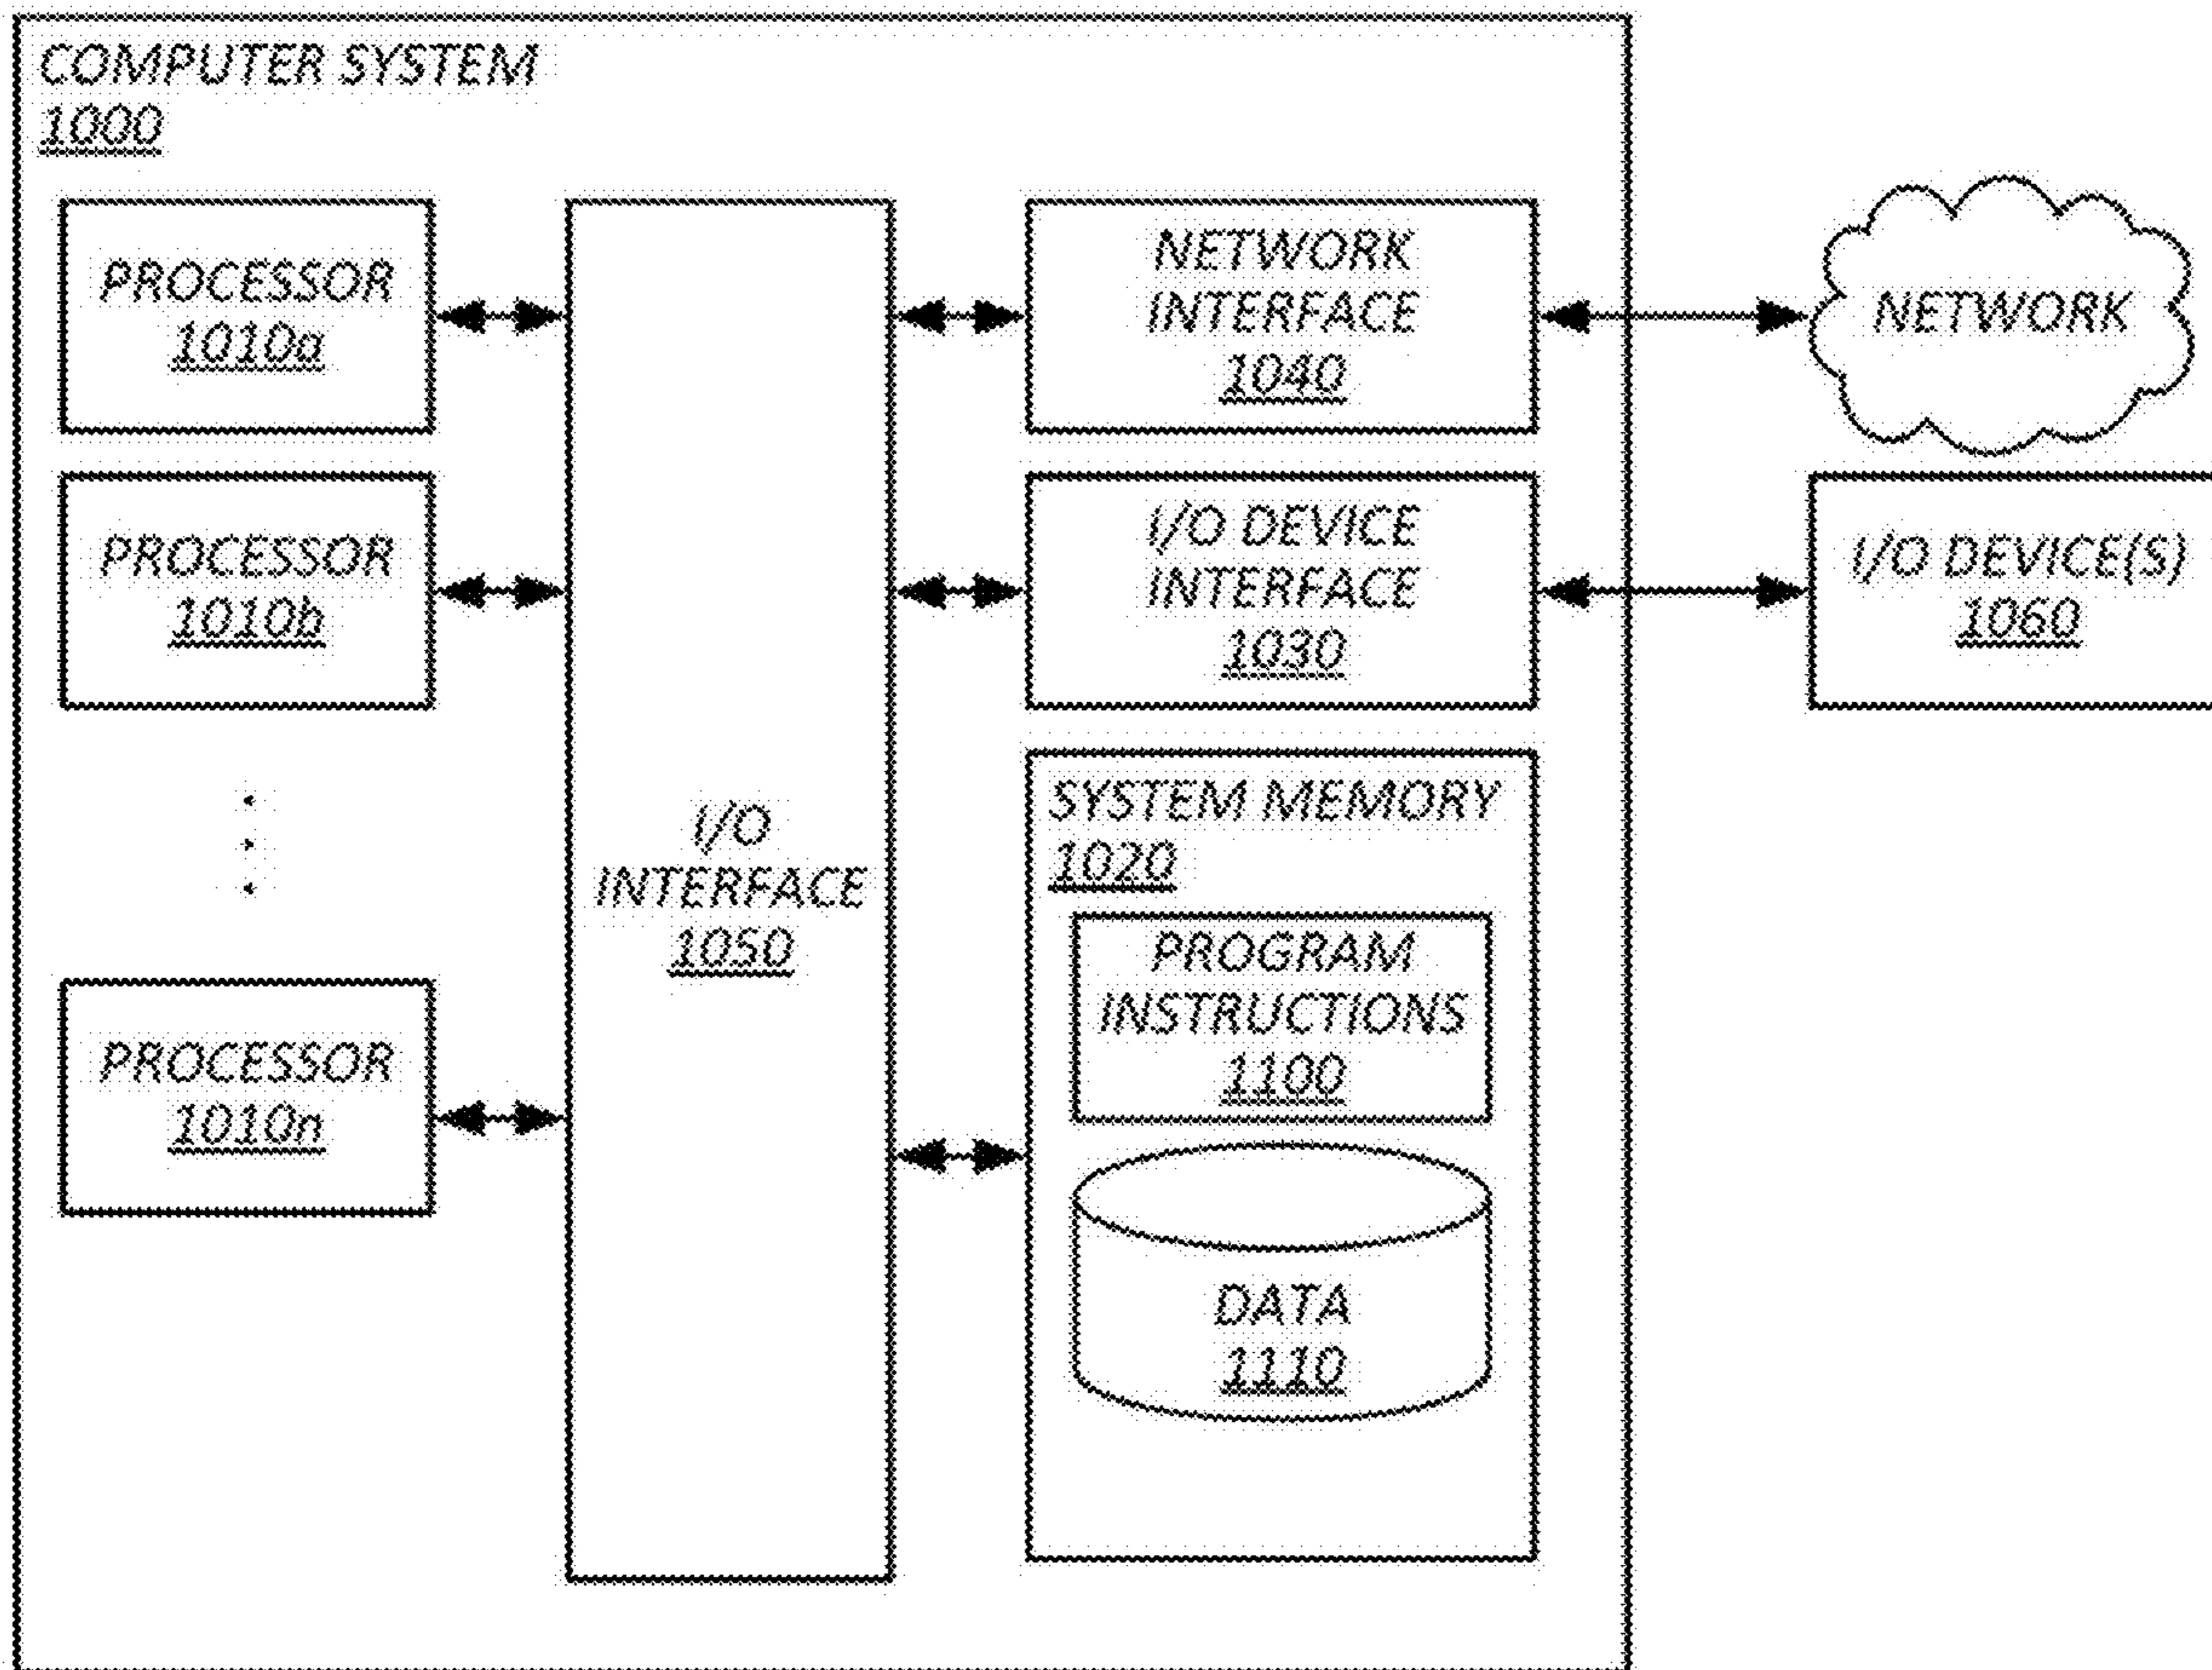 COMPUTER SYSTEM
1000
PROCESSOR
1010a
PROCESSOR
1010b
PROCESSOR
1010n
I/O
INTERFACE
1050
NETWORK
INTERFACE
1040
I/O DEVICE
INTERFACE
1030
SYSTEM MEMORY
1020
PROGRAM
INSTRUCTIONS
1100
DATA
1110
NETWORK
I/O DEVICE(S)
1060